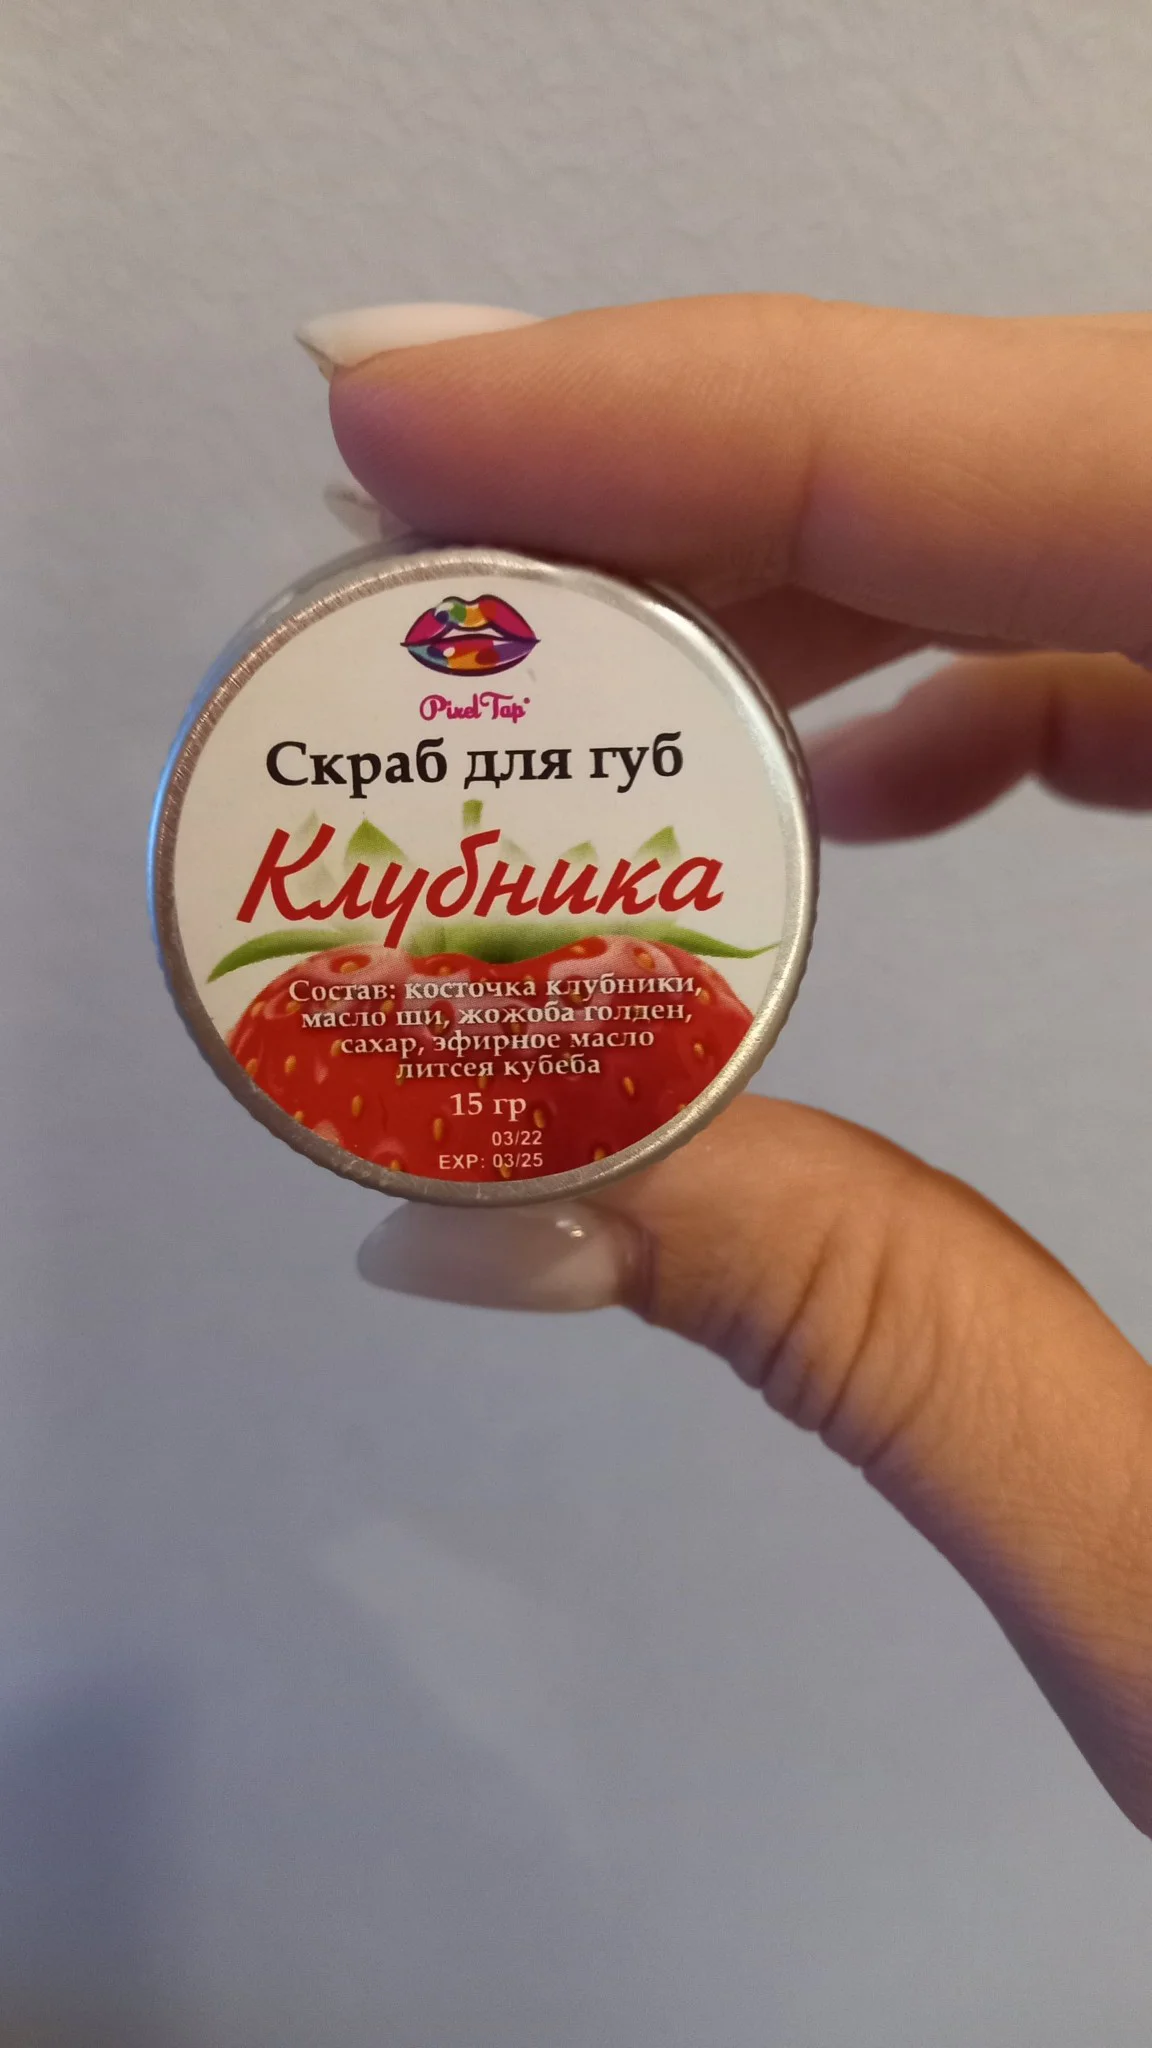 Pixel Tap®
Скраб для губ
Клубника
Состав: косточка клубники,
масло ши, жожоба голден,
сахар, эфирное масло
литсея кубеба
15 гр
03/22
EXP: 03/25